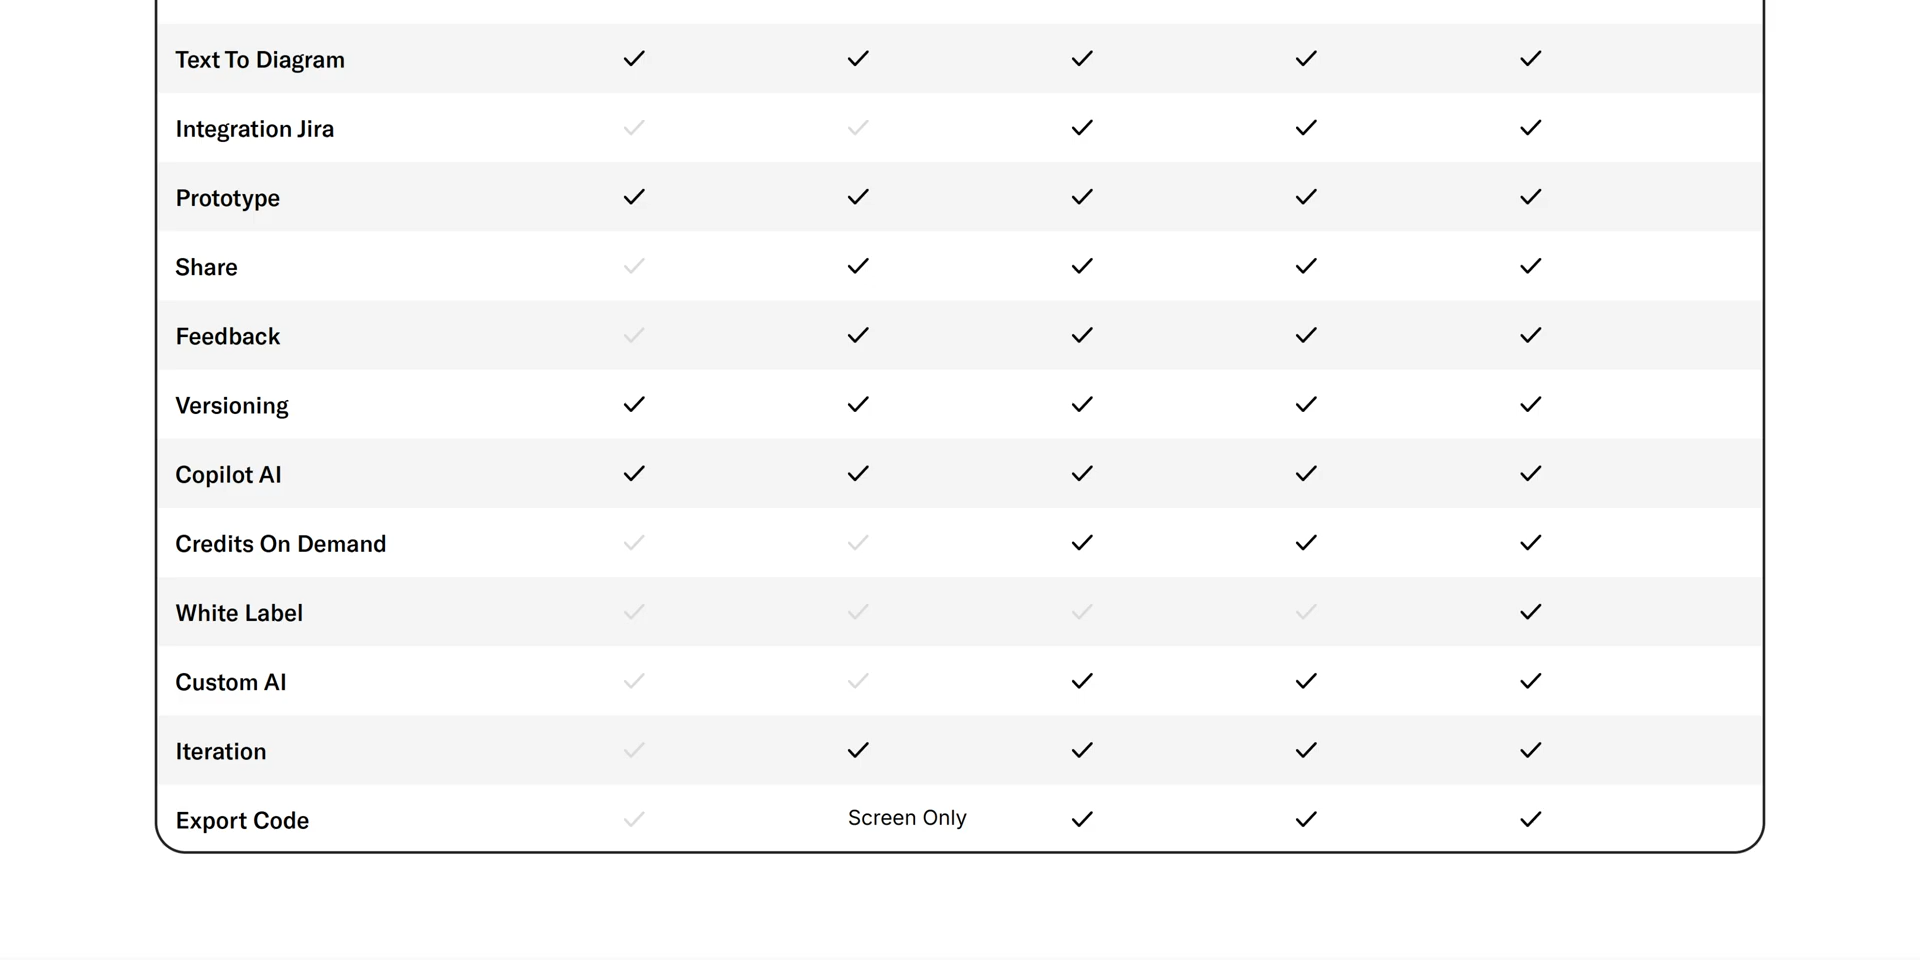 Text To Diagram
Integration Jira
Prototype
Share
Feedback
Versioning
Copilot AI
Credits On Demand
White Label
Custom AI
Iteration
Export Code Screen Only